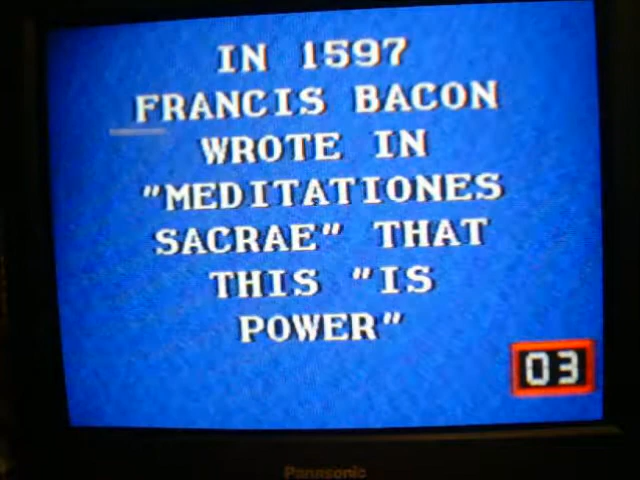 IN 1597
FRANCIS BACON
WROTE IN
"MEDITATIONES
SACRAE" THAT
THIS "IS
POWER"
03
Panasonic